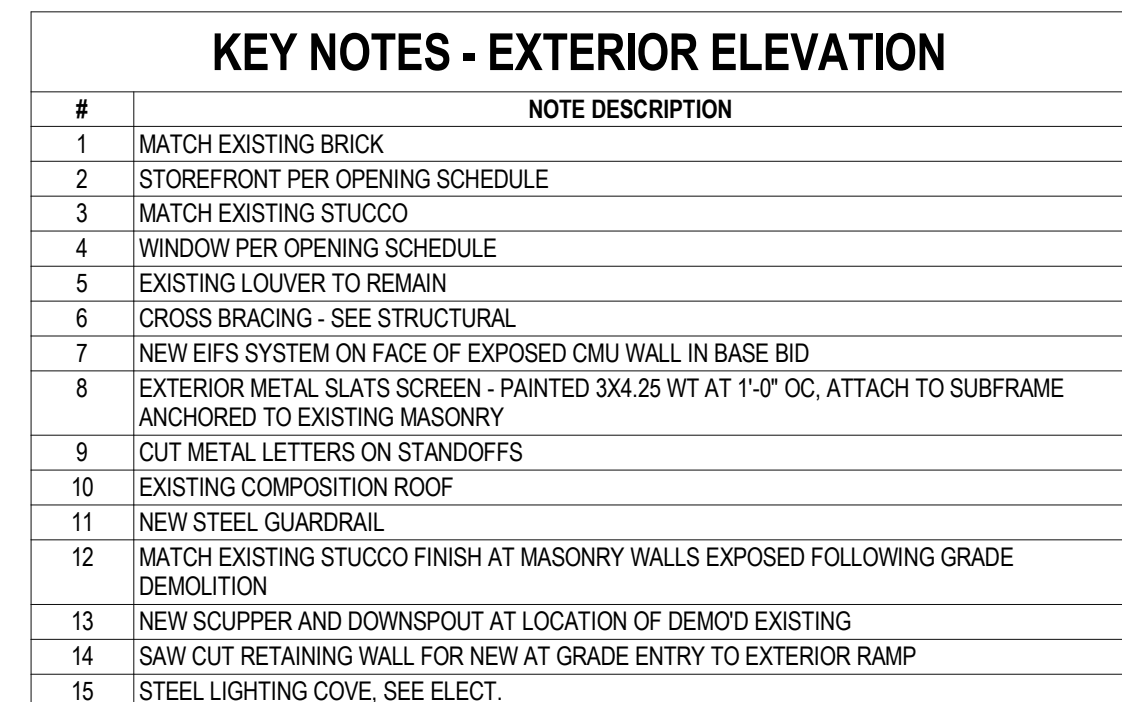 KEY NOTES - EXTERIOR ELEVATION
# NOTE DESCRIPTION
1 MATCH EXISTING BRICK
2 STOREFRONT PER OPENING SCHEDULE
3 MATCH EXISTING STUCCO
4 WINDOW PER OPENING SCHEDULE
5 EXISTING LOUVER TO REMAIN
6 CROSS BRACING - SEE STRUCTURAL
7 NEW EIFS SYSTEM ON FACE OF EXPOSED CMU WALL IN BASE BID
8 EXTERIOR METAL SLATS SCREEN - PAINTED 3X4.25 WT AT 1'-0" OC, ATTACH TO SUBFRAME
ANCHORED TO EXISTING MASONRY
9 CUT METAL LETTERS ON STANDOFFS
10 EXISTING COMPOSITION ROOF
11 NEW STEEL GUARDRAIL
12 MATCH EXISTING STUCCO FINISH AT MASONRY WALLS EXPOSED FOLLOWING GRADE
DEMOLITION
13 NEW SCUPPER AND DOWNSPOUT AT LOCATION OF DEMO'D EXISTING
14 SAW CUT RETAINING WALL FOR NEW AT GRADE ENTRY TO EXTERIOR RAMP
15 STEEL LIGHTING COVE, SEE ELECT.